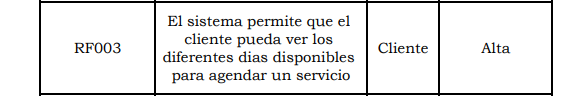 RF003
El sistema permite que el
cliente pueda ver los
diferentes dias disponibles
para agendar un servicio
Cliente
Alta